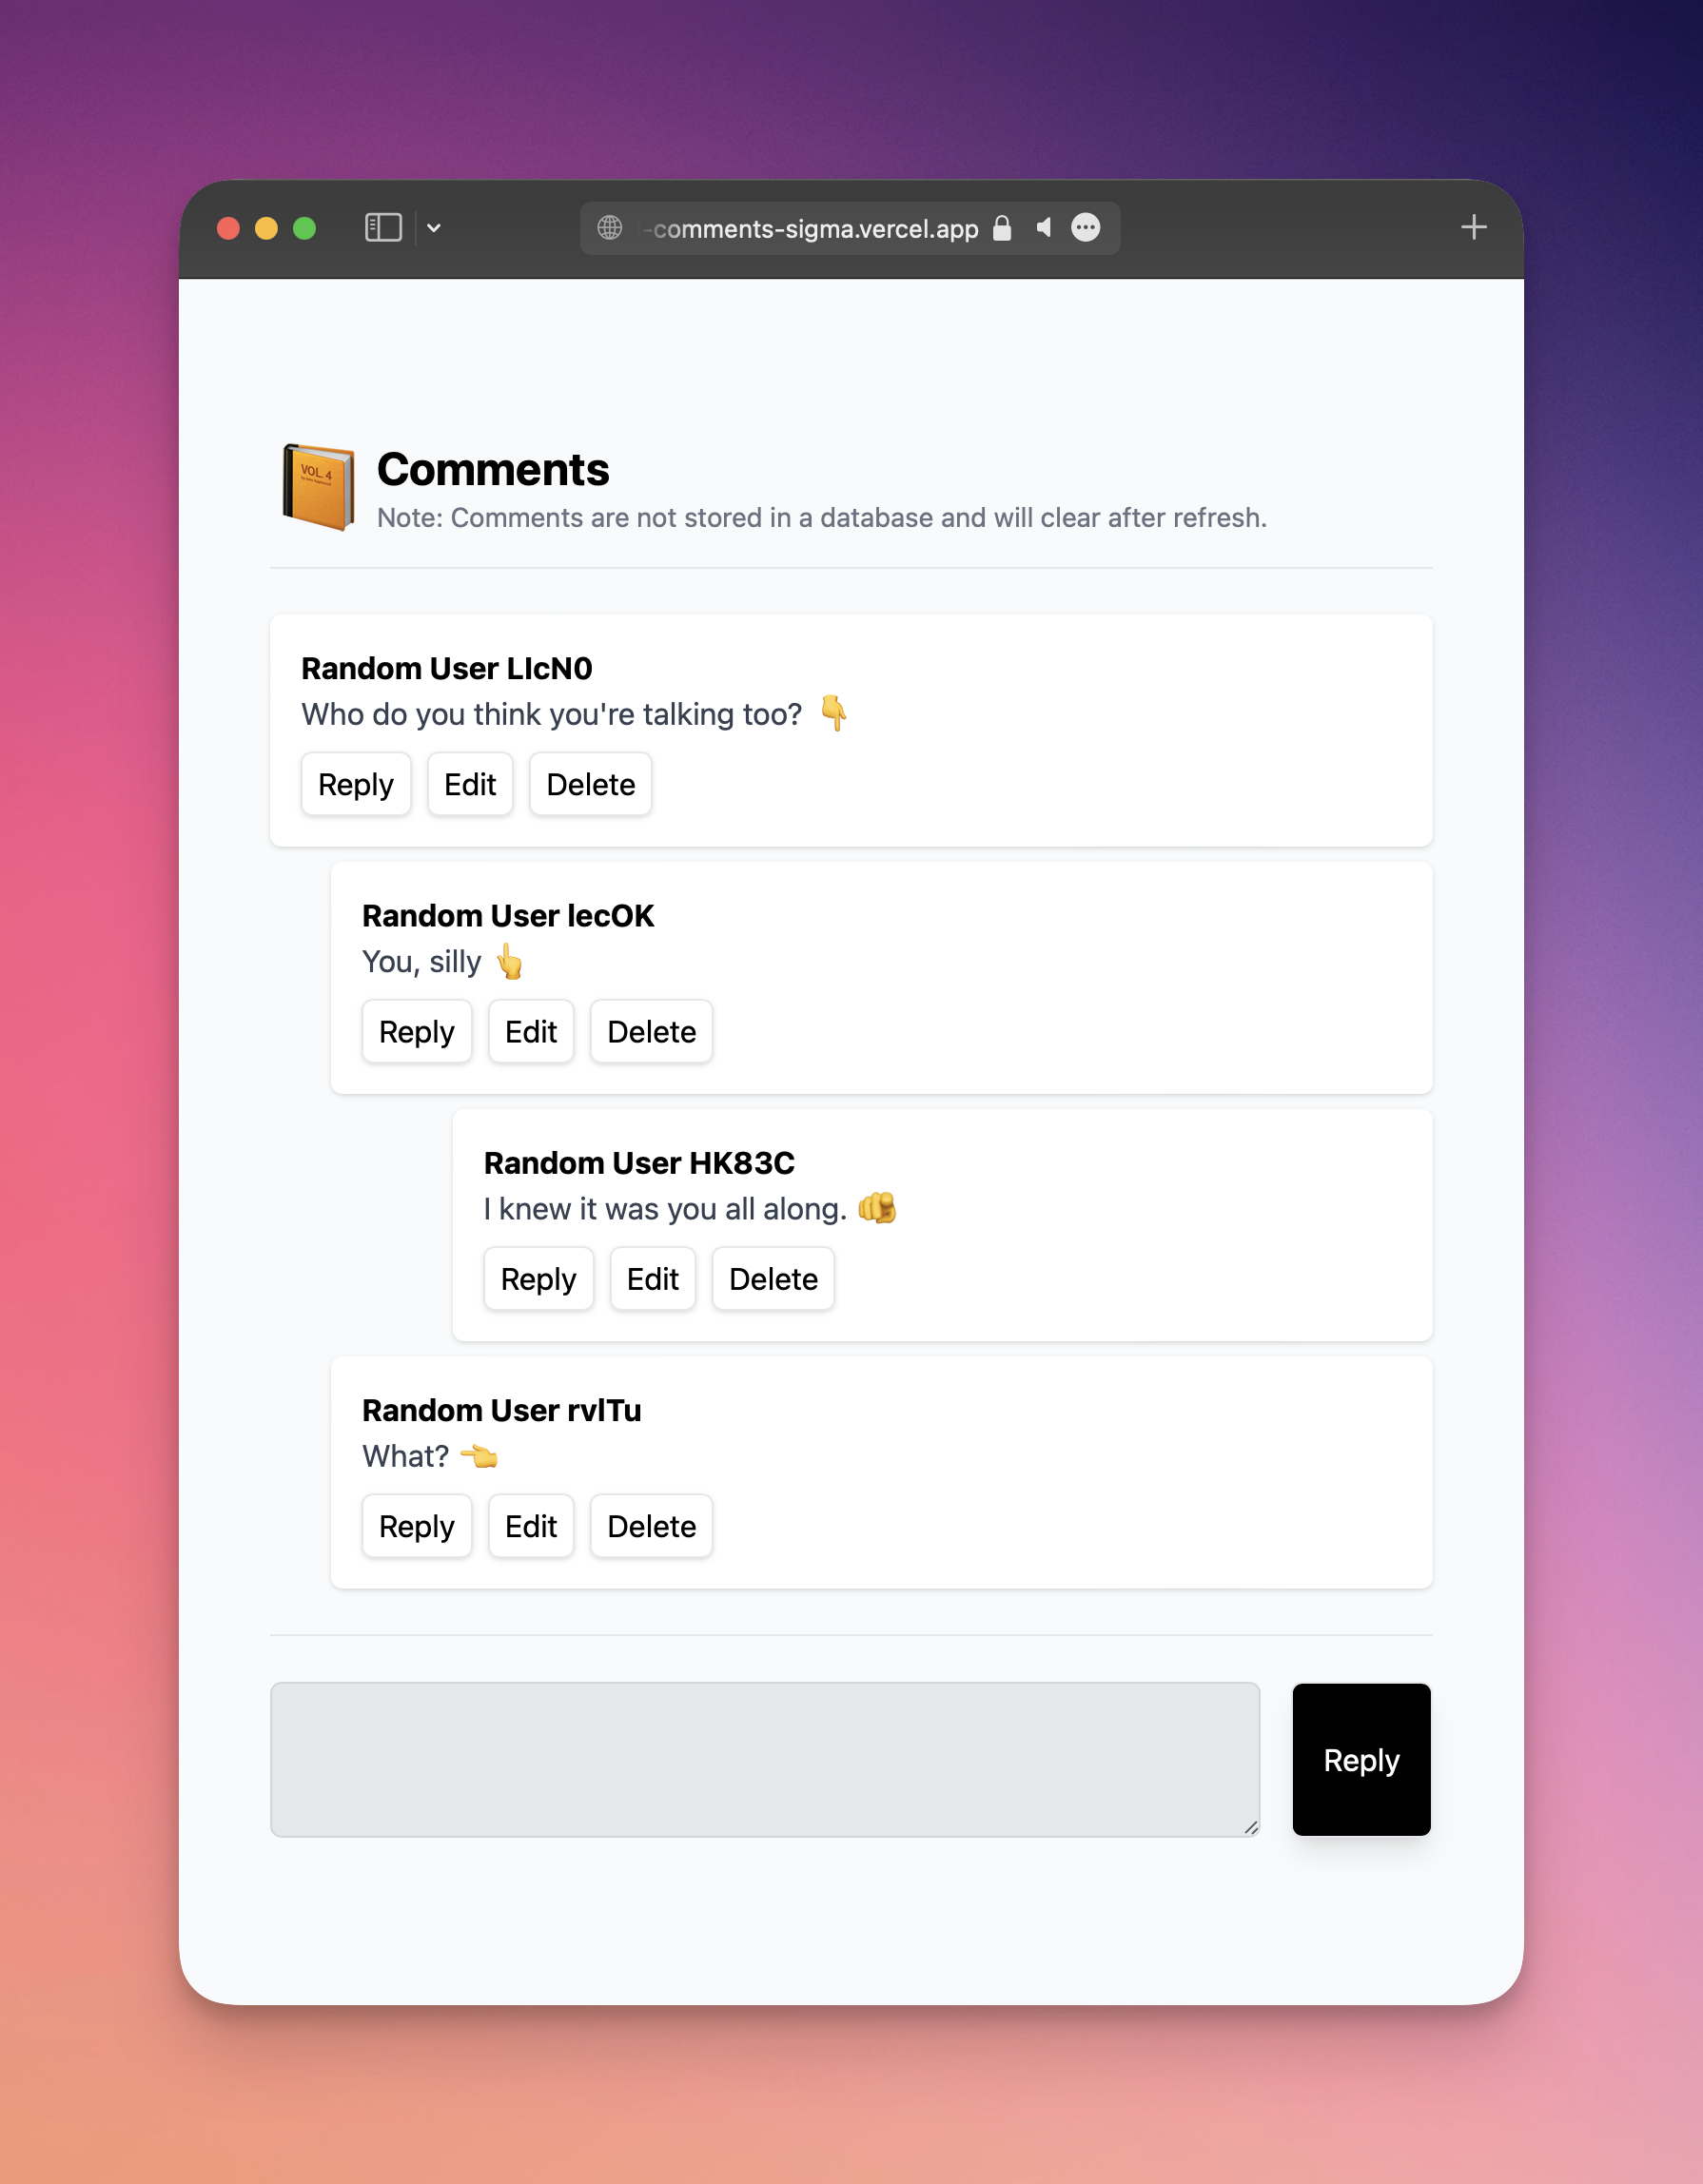 -comments-sigma.vercel.app
VOL. 4
Comments
Note: Comments are not stored in a database and will clear after refresh.
Random User LIcN0
Who do you think you're talking too? 👇
Reply Edit Delete
Random User lecOK
You, silly 👆
Reply Edit Delete
Random User HK83C
I knew it was you all along. 🫵
Reply Edit Delete
Random User rvlTu
What? 👈
Reply Edit Delete
Reply